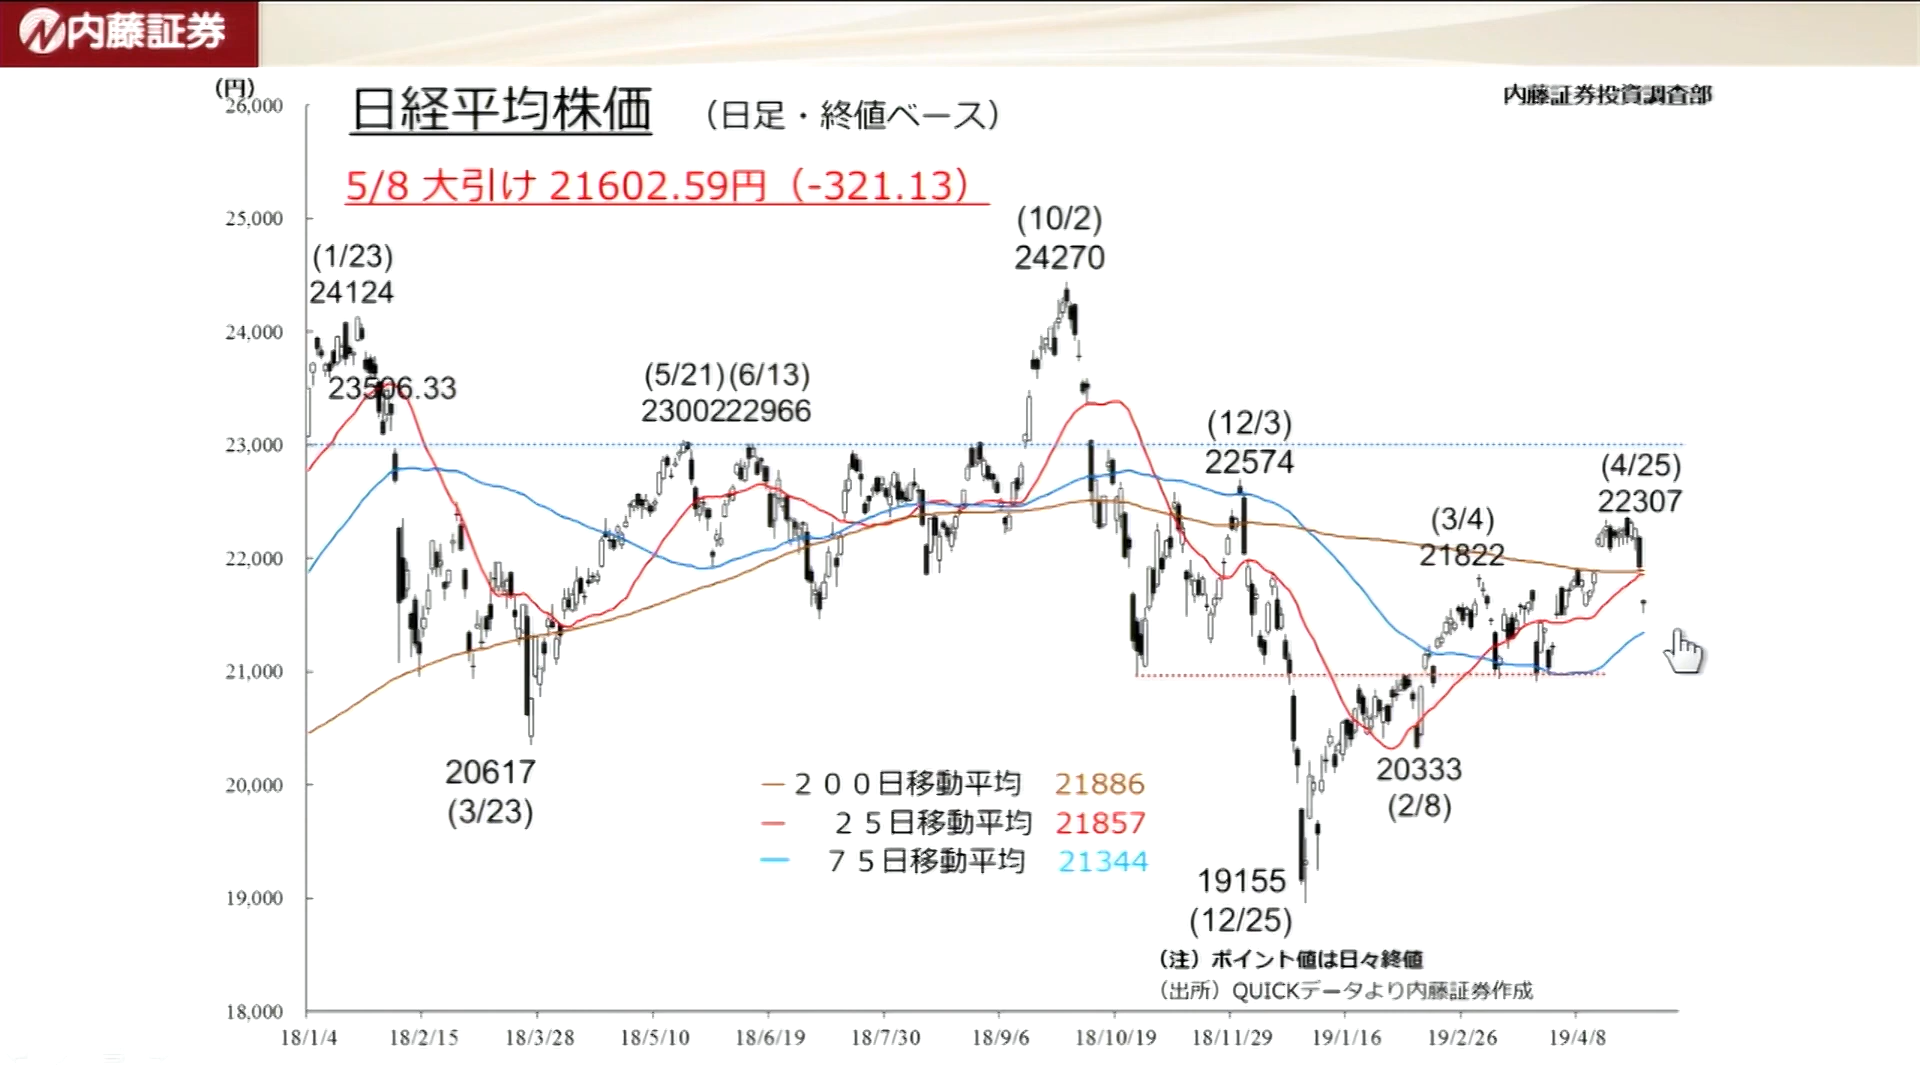 内藤証券
(円)
内藤証券投資調査部
日経平均株価 （日足・終値ベース）
5/8 大引け 21602.59円（-321.13）
26,000
25,000
24,000
23,000
22,000
21,000
20,000
19,000
18,000
(1/23)
24124
23506.33
(5/21)(6/13)
2300222966
(10/2)
24270
(12/3)
22574
(3/4)
21822
(4/25)
22307
20617
(3/23)
20333
(2/8)
19155
(12/25)
２００日移動平均 21886
２５日移動平均 21857
７５日移動平均 21344
（注）ポイント値は日々終値
（出所）QUICKデータより内藤証券作成
18/1/4 18/2/15 18/3/28 18/5/10 18/6/19 18/7/30 18/9/6 18/10/19 18/11/29 19/1/16 19/2/26 19/4/8